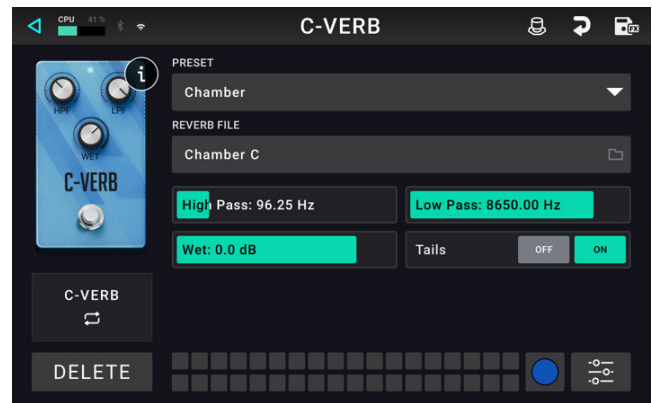 CPU 41 %
C-VERB
FX
i
HPF LPF
WET
C-VERB
PRESET
Chamber
REVERB FILE
Chamber C
High Pass: 96.25 Hz
Low Pass: 8650.00 Hz
Wet: 0.0 dB
Tails OFF ON
C-VERB
DELETE